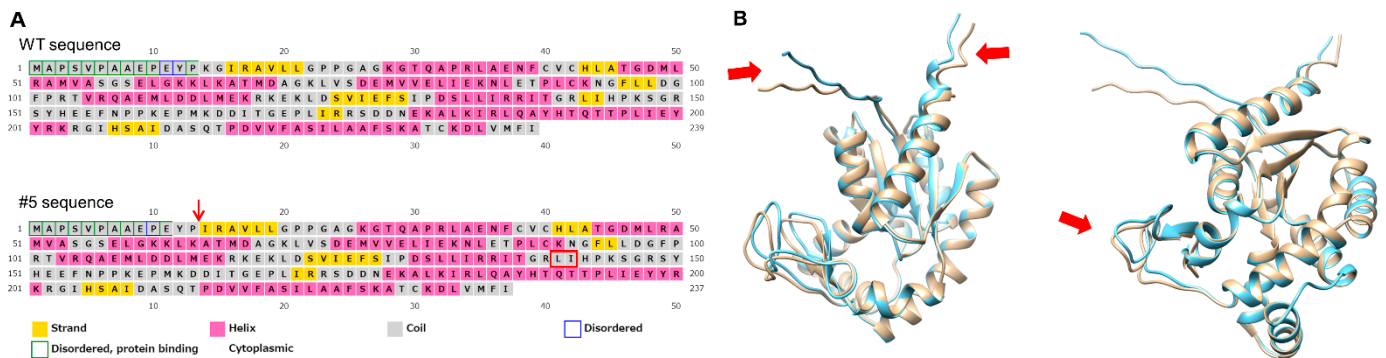 A
B
WT sequence
10 20 30 40 50
1 M A P S V P A A E P E Y P K G I R A V L L G P P G A G K G T Q A P R L A E N F C V C H L A T G D M L 50
51 R A M V A S G S E L G K K L K A T M D A G K L V S D E M V V E L I E K N L E T P L C K N G F L L D G 100
101 F P R T V R Q A E M L D D L M E K R K E K L D S V I E F S I P D S L L I R R I T G R L I H P K S G R 150
151 S Y H E E F N P P K E P M K D D I T G E P L I R R S D D N E K A L K I R L Q A Y H T Q T T P L I E Y 200
201 Y R K R G I H S A I D A S Q T P D V V F A S I L A A F S K A T C K D L V M F I 239
10 20 30 40 50
#5 sequence
10 20 30 40 50
1 M A P S V P A A E P E Y P I R A V L L G P P G A G K G T Q A P R L A E N F C V C H L A T G D M L R A 50
51 M V A S G S E L G K K L K A T M D A G K L V S D E M V V E L I E K N L E T P L C K N G F L L D G F P 100
101 R T V R Q A E M L D D L M E K R K E K L D S V I E F S I P D S L L I R R I T G R L I H P K S G R S Y 150
151 H E E F N P P K E P M K D D I T G E P L I R R S D D N E K A L K I R L Q A Y H T Q T T P L I E Y Y R 200
201 K R G I H S A I D A S Q T P D V V F A S I L A A F S K A T C K D L V M F I 237
10 20 30 40 50
Strand Helix Coil Disordered
Disordered, protein binding Cytoplasmic